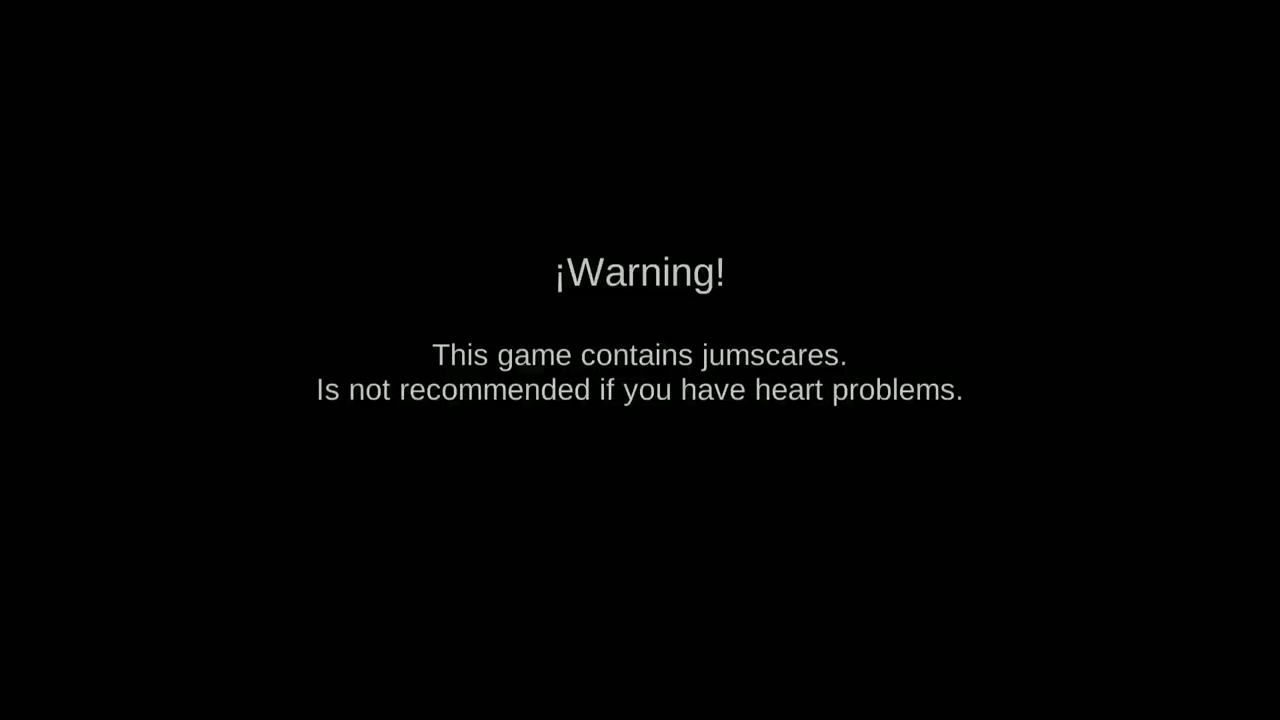 ¡Warning!
This game contains jumscares.
Is not recommended if you have heart problems.